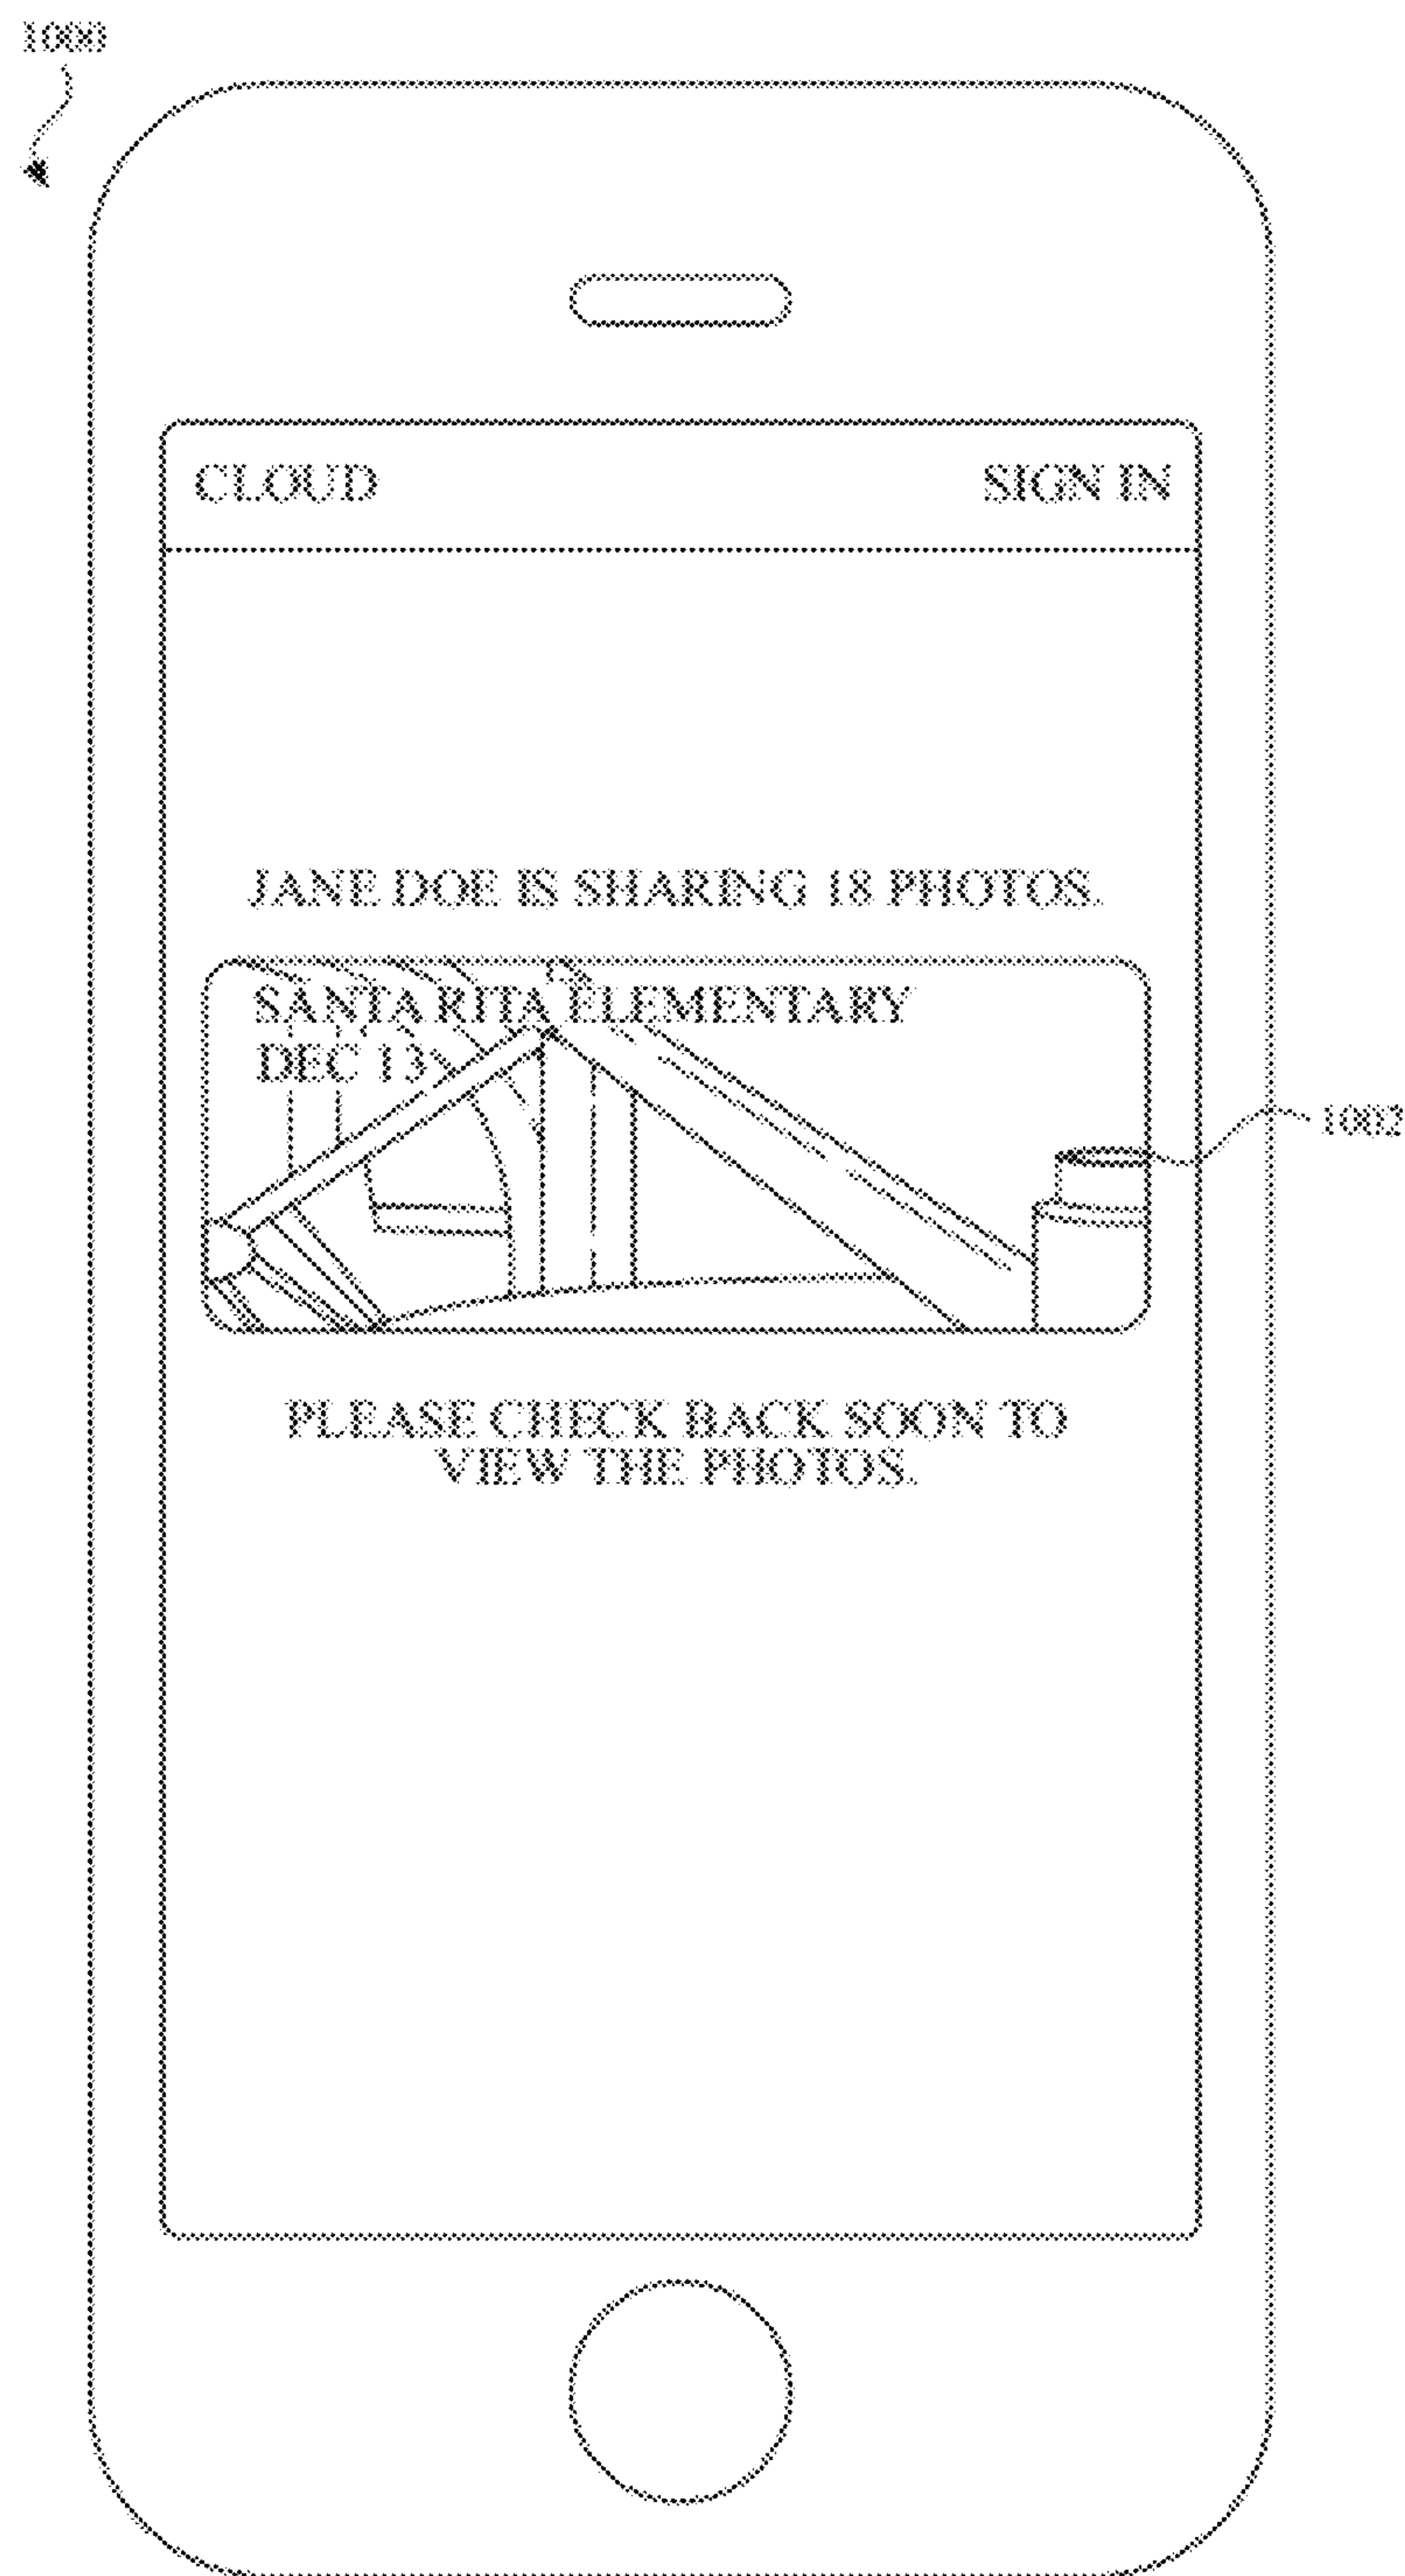 1000
CLOUD SIGN IN
JANE DOE IS SHARING 18 PHOTOS.
SANTA RITA ELEMENTARY
DEC 13
1002
PLEASE CHECK BACK SOON TO
VIEW THE PHOTOS.